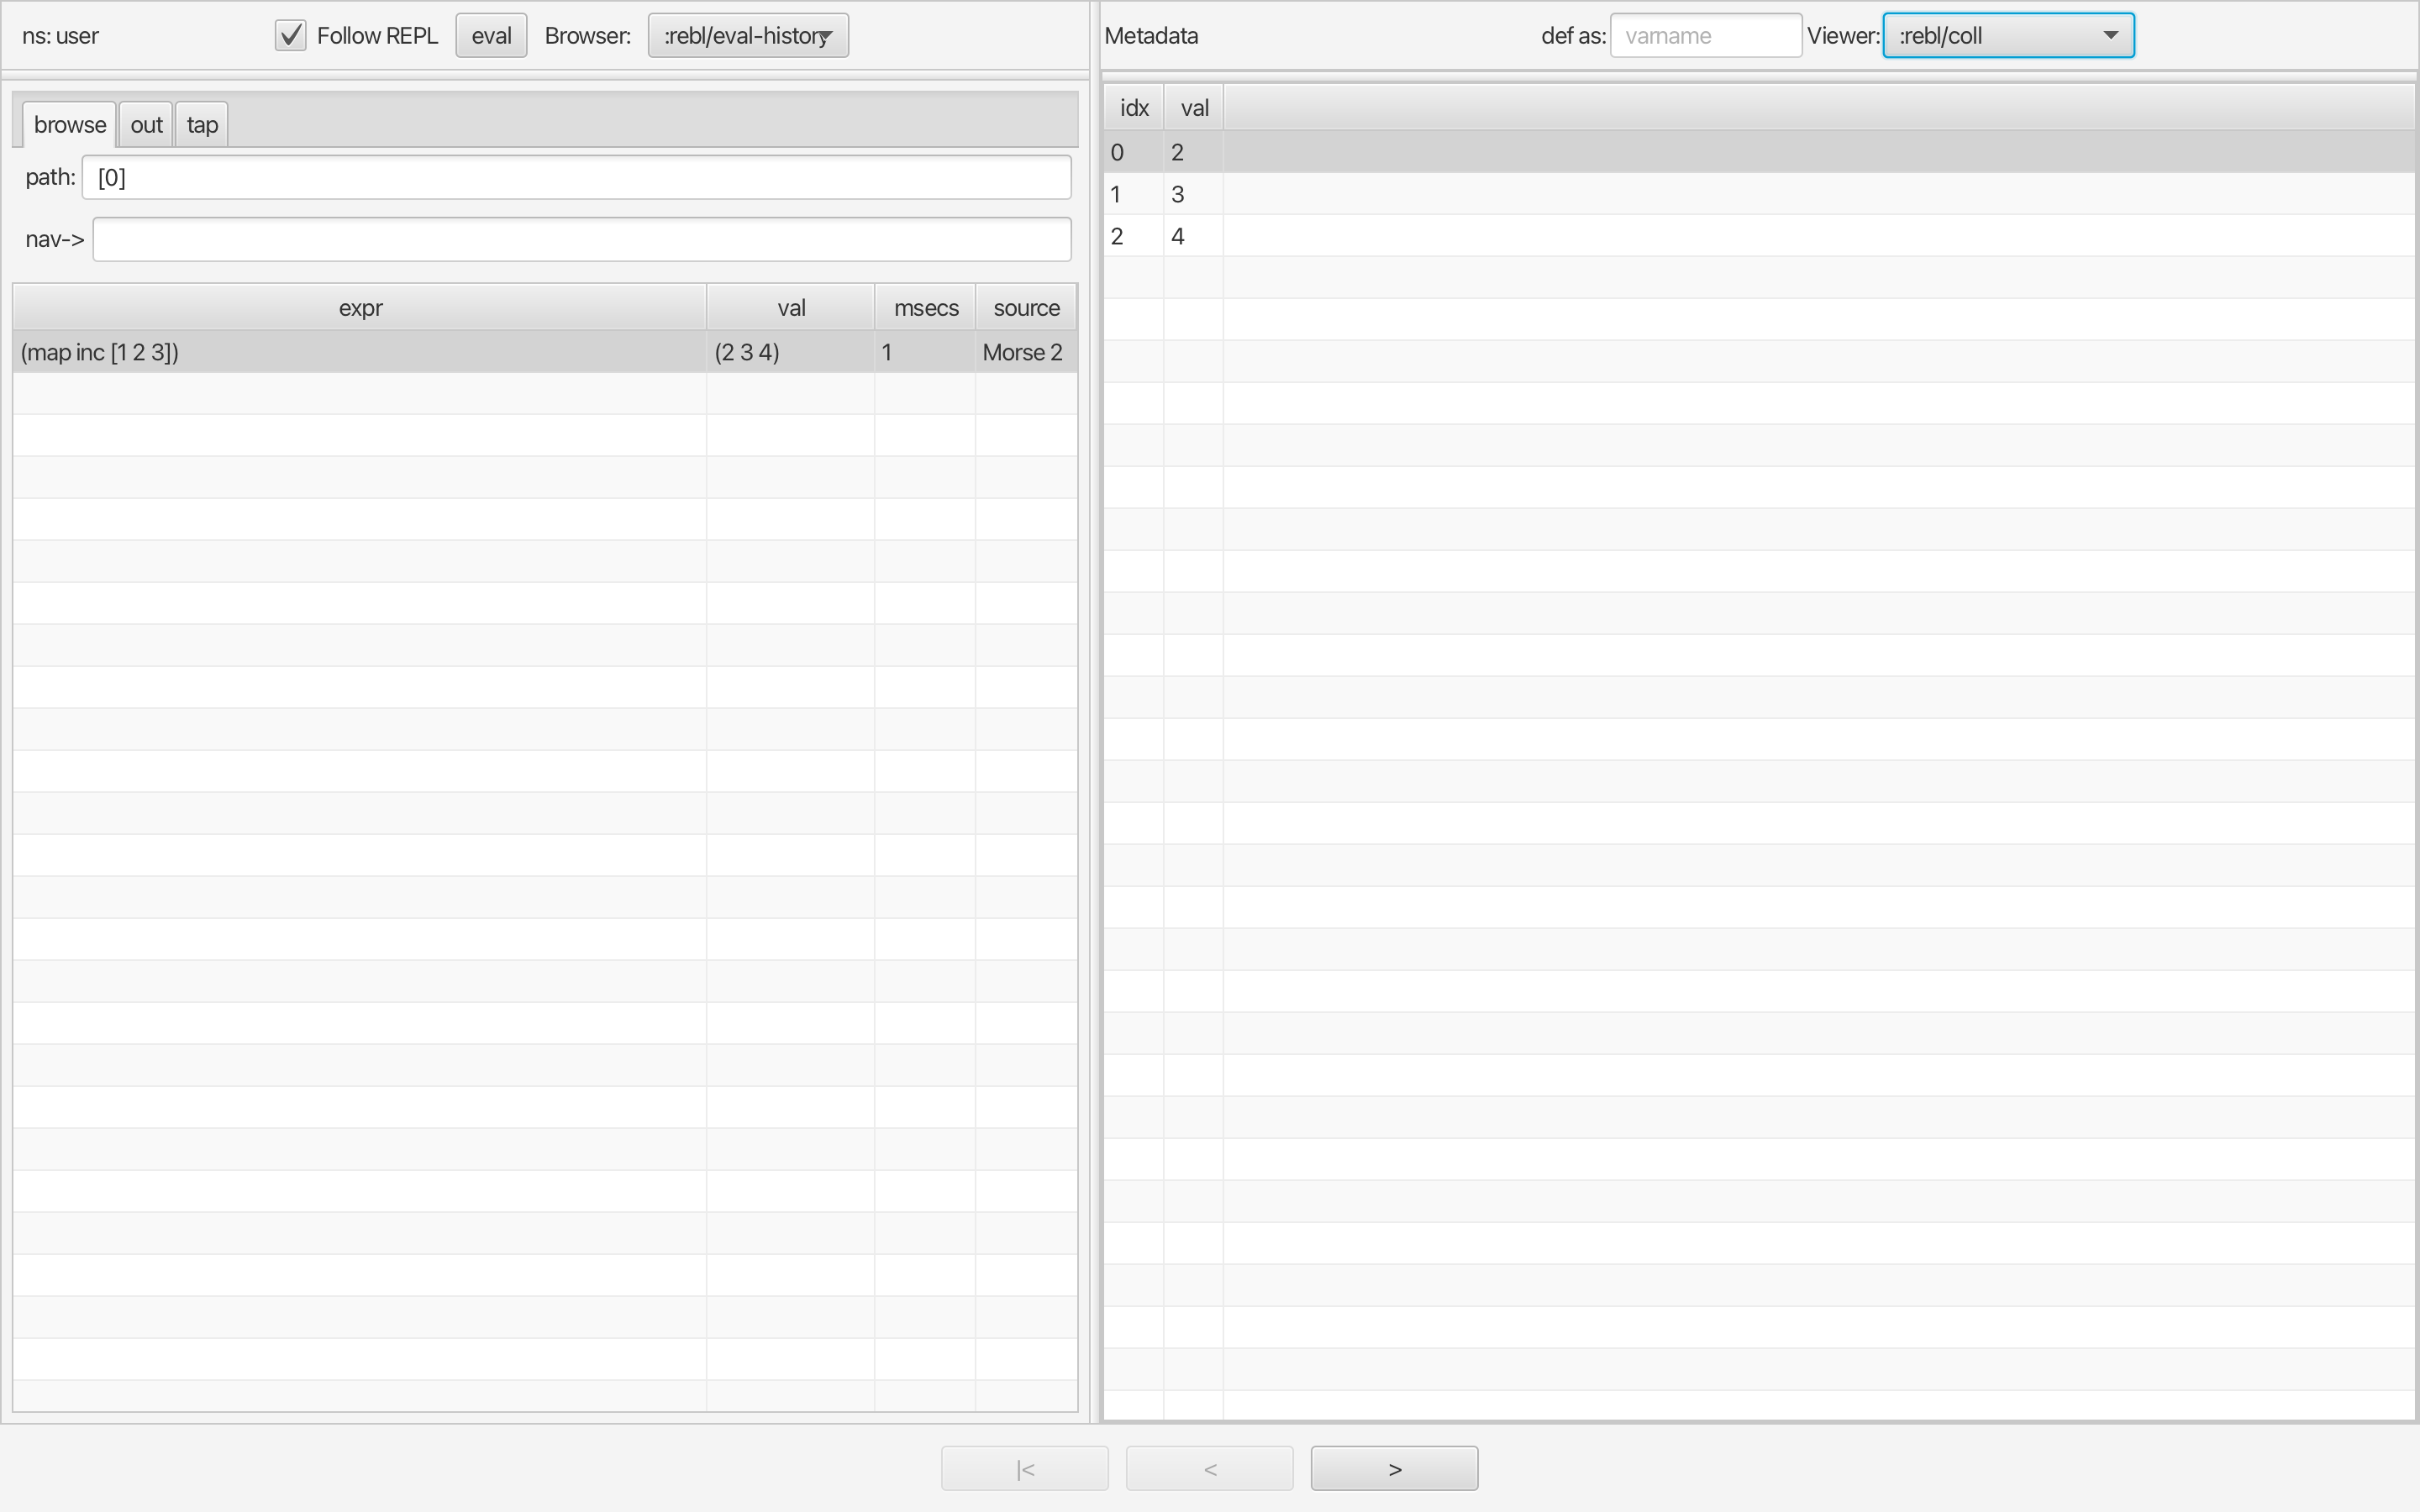 ns: user Follow REPL eval Browser: :rebl/eval-history Metadata def as: varname Viewer: :rebl/coll
browse out tap
path: [0]
nav->
expr val msecs source
(map inc [1 2 3]) (2 3 4) 1 Morse 2
idx val
0 2
1 3
2 4
|< < >